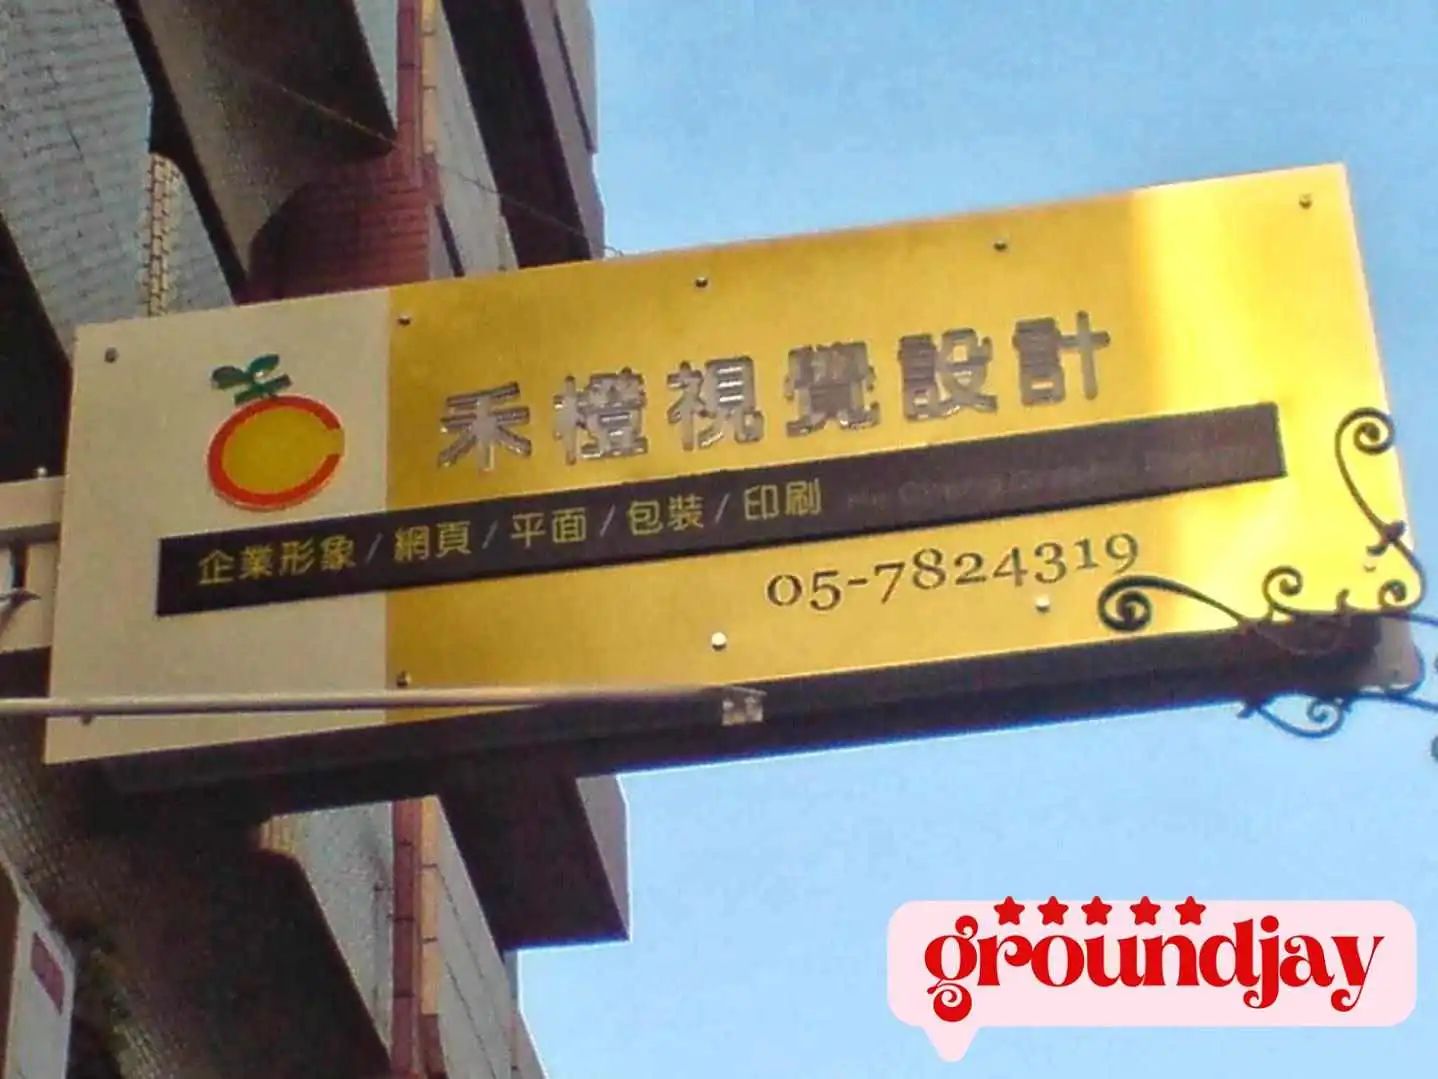 禾橙視覺設計
企業形象/網頁/平面/包裝/印刷
05-7824319
groundjay